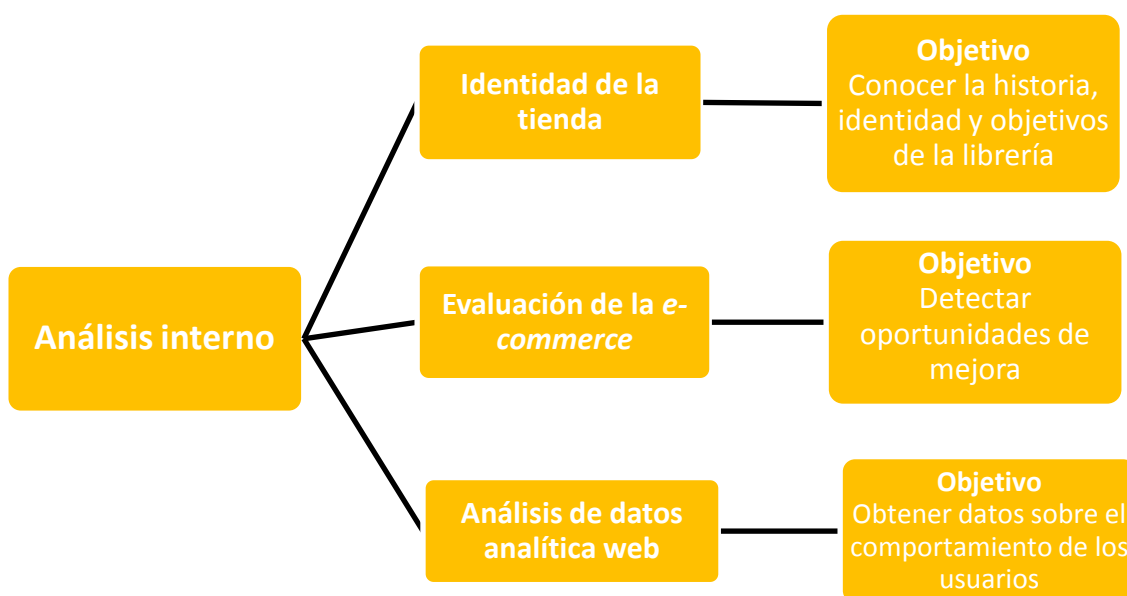 Análisis interno
Identidad de la
tienda
Objetivo
Conocer la historia,
identidad y objetivos
de la librería
Evaluación de la e-
commerce
Objetivo
Detectar
oportunidades de
mejora
Análisis de datos
analítica web
Objetivo
Obtener datos sobre el
comportamiento de los
usuarios